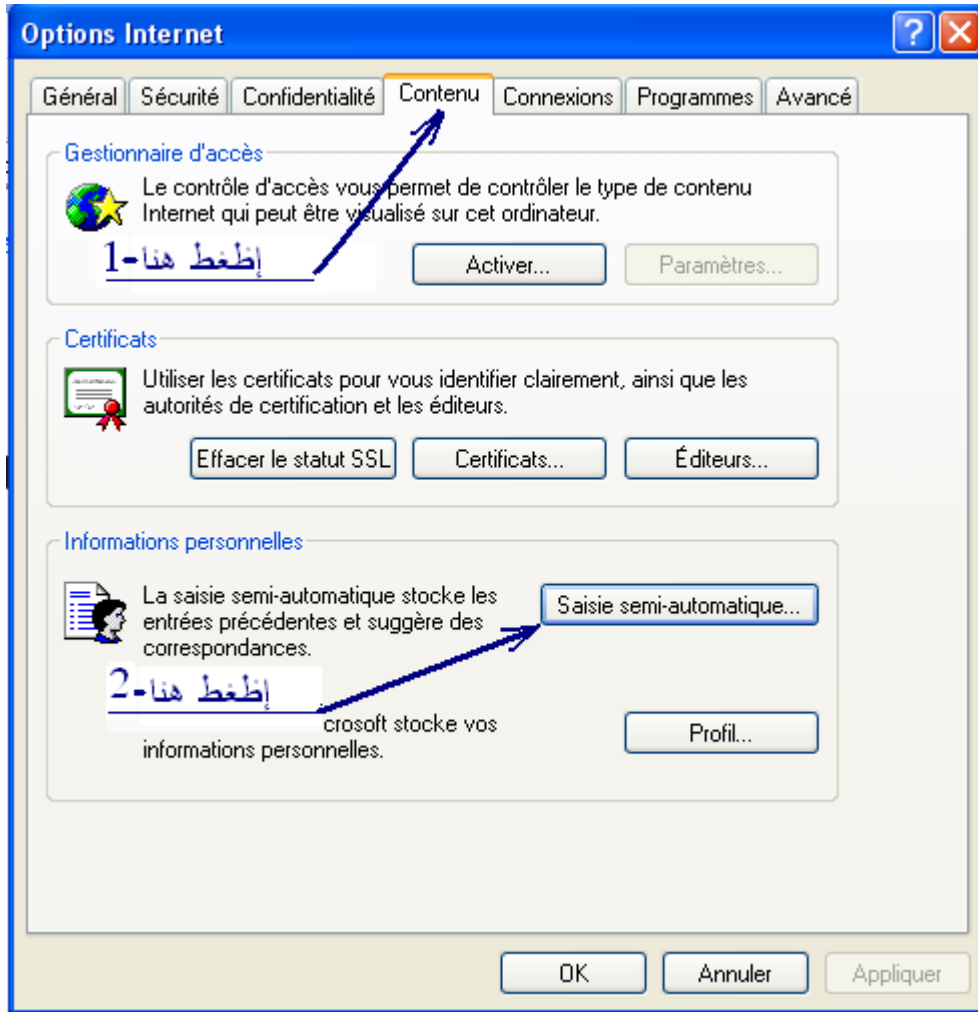 Options Internet
Général Sécurité Confidentialité Contenu Connexions Programmes Avancé
Gestionnaire d'accès
Le contrôle d'accès vous permet de contrôler le type de contenu
Internet qui peut être visualisé sur cet ordinateur.
1-إظغط هنا
Activer... Paramètres...
Certificats
Utiliser les certificats pour vous identifier clairement, ainsi que les
autorités de certification et les éditeurs.
Effacer le statut SSL Certificats... Éditeurs...
Informations personnelles
La saisie semi-automatique stocke les
entrées précédentes et suggère des
correspondances.
Saisie semi-automatique...
2-إظغط هنا
crosoft stocke vos
informations personnelles.
Profil...
OK Annuler Appliquer